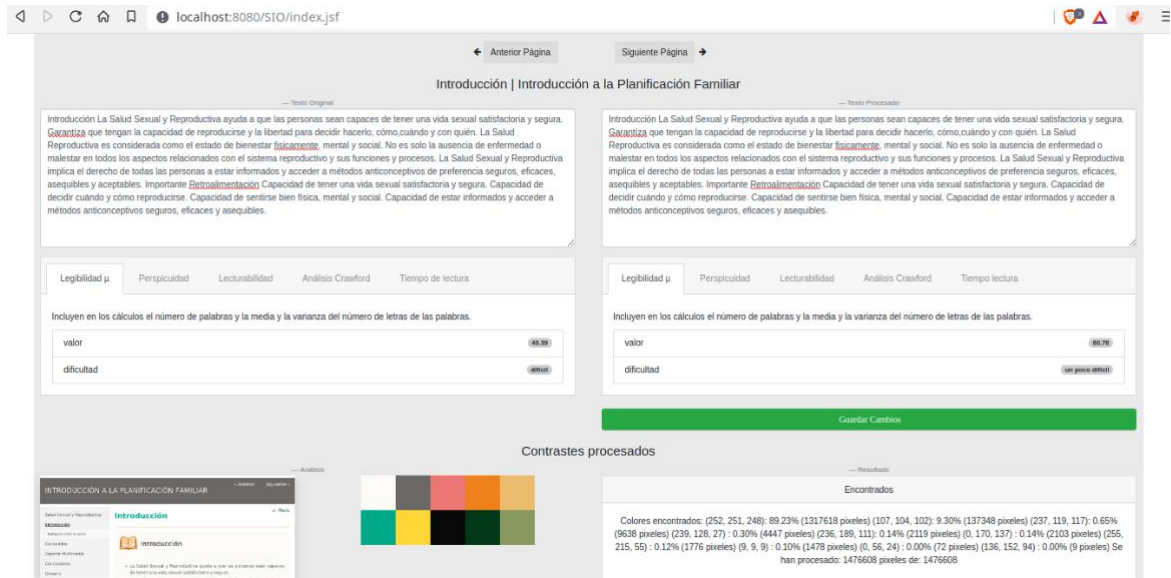 localhost:8080/SIO/index.jsf
← Anterior Página
Siguiente Página →
Introducción | Introducción a la Planificación Familiar
— Texto Original
Introducción La Salud Sexual y Reproductiva ayuda a que las personas sean capaces de tener una vida sexual satisfactoria y segura.
Garantiza que tengan la capacidad de reproducirse y la libertad para decidir hacerlo, cómo,cuándo y con quién. La Salud
Reproductiva es considerada como el estado de bienestar fisicamente, mental y social. No es solo la ausencia de enfermedad o
malestar en todos los aspectos relacionados con el sistema reproductivo y sus funciones y procesos. La Salud Sexual y Reproductiva
implica el derecho de todas las personas a estar informados y acceder a métodos anticonceptivos de preferencia seguros, eficaces,
asequibles y aceptables. Importante Retroalimentación Capacidad de tener una vida sexual satisfactoria y segura. Capacidad de
decidir cuándo y cómo reproducirse. Capacidad de sentirse bien física, mental y social. Capacidad de estar informados y acceder a
métodos anticonceptivos seguros, eficaces y asequibles.
— Texto Procesado
Introducción La Salud Sexual y Reproductiva ayuda a que las personas sean capaces de tener una vida sexual satisfactoria y segura.
Garantiza que tengan la capacidad de reproducirse y la libertad para decidir hacerlo, cómo,cuándo y con quién. La Salud
Reproductiva es considerada como el estado de bienestar fisicamente, mental y social. No es solo la ausencia de enfermedad o
malestar en todos los aspectos relacionados con el sistema reproductivo y sus funciones y procesos. La Salud Sexual y Reproductiva
implica el derecho de todas las personas a estar informados y acceder a métodos anticonceptivos de preferencia seguros, eficaces,
asequibles y aceptables. Importante Retroalimentación Capacidad de tener una vida sexual satisfactoria y segura. Capacidad de
decidir cuándo y cómo reproducirse. Capacidad de sentirse bien física, mental y social. Capacidad de estar informados y acceder a
métodos anticonceptivos seguros, eficaces y asequibles.
Legibilidad µ Perspicuidad Lecturabilidad Análisis Crawford Tiempo de lectura
Incluyen en los cálculos el número de palabras y la media y la varianza del número de letras de las palabras.
valor 40.39
dificultad dificil
Legibilidad µ Perspicuidad Lecturabilidad Análisis Crawford Tiempo lectura
Incluyen en los cálculos el número de palabras y la media y la varianza del número de letras de las palabras.
valor 60.78
dificultad un poco dificil
Guardar Cambios
Contrastes procesados
— Análisis
INTRODUCCIÓN A LA PLANIFICACIÓN FAMILIAR
« Anterior Siguiente »
Salud Sexual y Reproductiva
Introducción
Introducción
Introducción
— Resultado
Encontrados
Colores encontrados: (252, 251, 248): 89.23% (1317618 pixeles) (107, 104, 102): 9.30% (137348 pixeles) (237, 119, 117): 0.65%
(9638 pixeles) (239, 128, 27) : 0.30% (4447 pixeles) (236, 189, 111): 0.14% (2119 pixeles) (0, 170, 137) : 0.14% (2103 pixeles) (255,
215, 55) : 0.12% (1776 pixeles) (9, 9, 9) : 0.10% (1478 pixeles) (0, 56, 24) : 0.00% (72 pixeles) (136, 152, 94) : 0.00% (9 pixeles) Se
han procesado: 1476608 pixeles de: 1476608